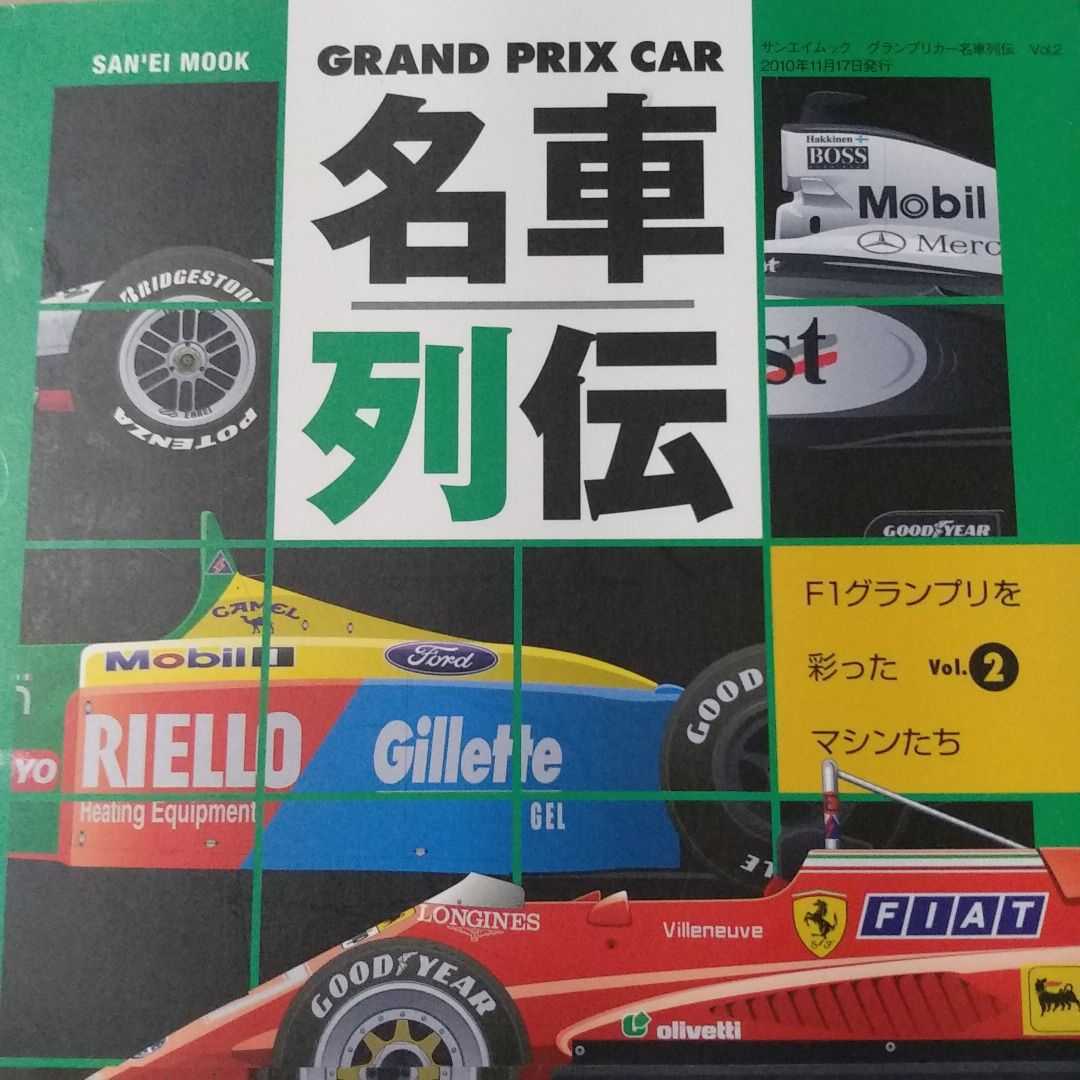 SAN'EI MOOK
GRAND PRIX CAR
名車
列伝
サンエイムック グランプリカー名車列伝 Vol.2
2010年11月17日発行
Hakkinen
BOSS
Mobil
Merc
st
BRIDGESTON
POTENZA
GOODYEAR
F1グランプリを
彩った Vol.2
マシンたち
CAMEL
Mobil 1
Ford
RIELLO
Heating Equipment
Gillette
GEL
YO
GOOD
LE
LONGINES
Villeneuve
FIAT
GOODYEAR
olivetti